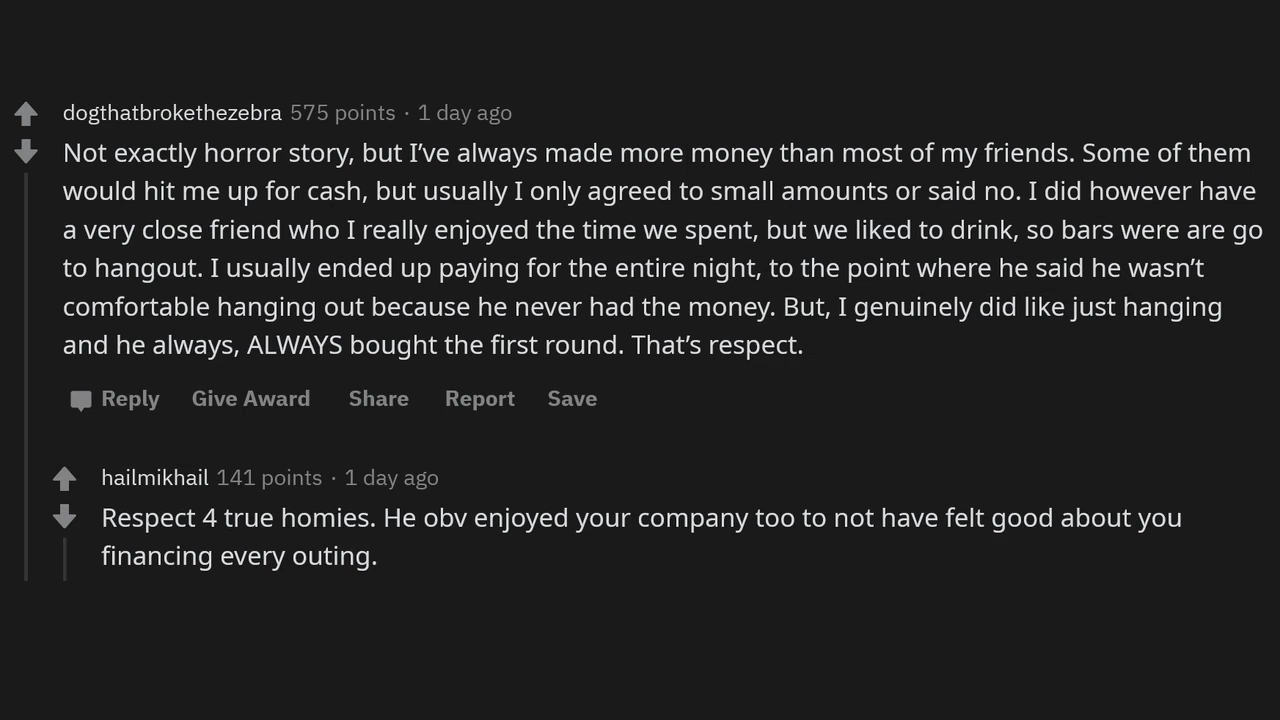 dogthatbrokethezebra 575 points · 1 day ago
Not exactly horror story, but I’ve always made more money than most of my friends. Some of them
would hit me up for cash, but usually I only agreed to small amounts or said no. I did however have
a very close friend who I really enjoyed the time we spent, but we liked to drink, so bars were are go
to hangout. I usually ended up paying for the entire night, to the point where he said he wasn’t
comfortable hanging out because he never had the money. But, I genuinely did like just hanging
and he always, ALWAYS bought the first round. That’s respect.
Reply Give Award Share Report Save
hailmikhail 141 points · 1 day ago
Respect 4 true homies. He obv enjoyed your company too to not have felt good about you
financing every outing.